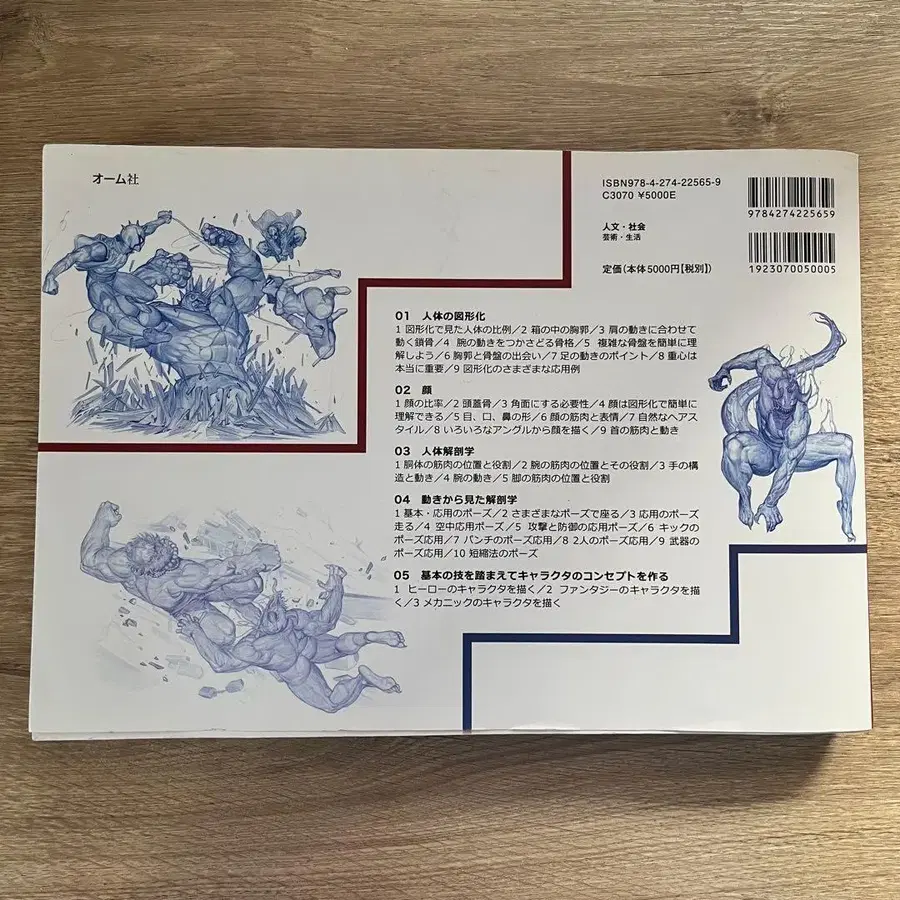 オーム社
ISBN978-4-274-22565-9
C3070 ¥5000E
人文・社会
芸術・生活
定価(本体5000円【税別】)
9784274225659
1923070050005
01 人体の図形化
1 図形化で見た人体の比例／2 箱の中の胸郭／3 肩の動きに合わせて
動く鎖骨／4 腕の動きをつかさどる骨格／5 複雑な骨盤を簡単に理
解しよう／6 胸郭と骨盤の出会い／7 足の動きのポイント／8 重心は
本当に重要／9 図形化のさまざまな応用例
02 顔
1 顔の比率／2 頭蓋骨／3 角面にする必要性／4 顔は図形化で簡単に
理解できる／5 目、口、鼻の形／6 顔の筋肉と表情／7 自然なヘアス
タイル／8 いろいろなアングルから顔を描く／9 首の筋肉と動き
03 人体解剖学
1 胴体の筋肉の位置と役割／2 腕の筋肉の位置とその役割／3 手の構
造と動き／4 腕の動き／5 脚の筋肉の位置と役割
04 動きから見た解剖学
1 基本・応用のポーズ／2 さまざまなポーズで座る／3 応用のポーズ
走る／4 空中応用ポーズ／5 攻撃と防御の応用ポーズ／6 キックの
ポーズ応用／7 パンチのポーズ応用／8 2人のポーズ応用／9 武器の
ポーズ応用／10 短縮法のポーズ
05 基本の技を踏まえてキャラクタのコンセプトを作る
1 ヒーローのキャラクタを描く／2 ファンタジーのキャラクタを描
く／3 メカニックのキャラクタを描く